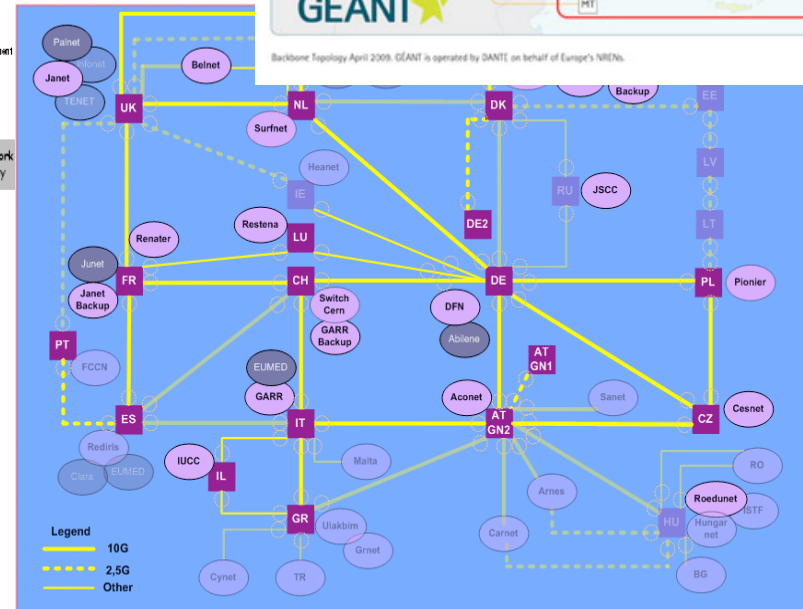 GÉANT
MT
Backbone Topology April 2009. GÉANT is operated by DANTE on behalf of Europe's NRENs.
Palnet
Janet
TENET
Belnet
UK
NL
Surfnet
DK
Backup
EE
LV
LT
Heanet
IE
RU
JSCC
DE2
Restena
LU
Renater
Junet
Janet
Backup
FR
CH
DE
PL
Pionier
Switch
Cern
GARR
Backup
DFN
Abilene
PT
FCCN
EUMED
GARR
AT
GN1
Aconet
Sanet
ES
IT
AT
GN2
CZ
Cesnet
Rediris
Clara
EUMED
IUCC
IL
Malta
RO
Arnes
Roedunet
ISTF
GR
Ulakbim
Grnet
Carnet
HU
Hungar
net
Legend
10G
2,5G
Other
Cynet
TR
BG